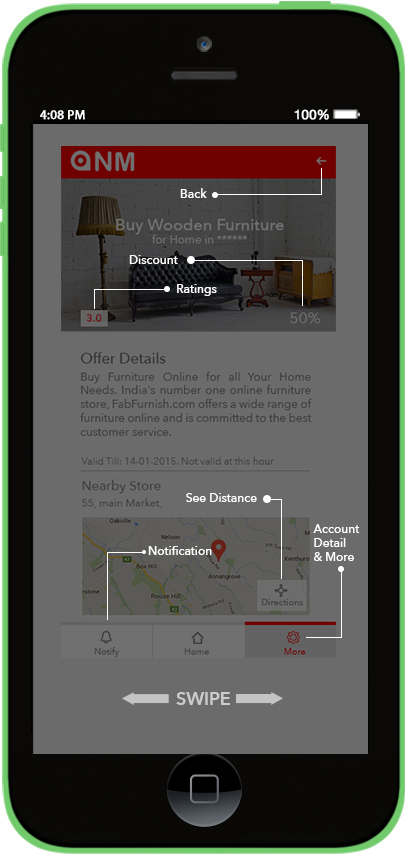 4:08 PM 100%
QNM
Back
Buy Wooden Furniture
for Home in ******
Discount
Ratings
3.0
50%
Offer Details
Buy Furniture Online for all Your Home
Needs. India's number one online furniture
store, FabFurnish.com offers a wide range of
furniture online and is committed to the best
customer service.
Valid Till: 14-01-2015. Not valid at this hour
Nearby Store
55, main Market,
See Distance
Account
Detail
& More
Oakville
Nelson
Notification
Box Hill
Annangrove
Kenthurst
Rouse Hill
Directions
Notify
Home
More
SWIPE